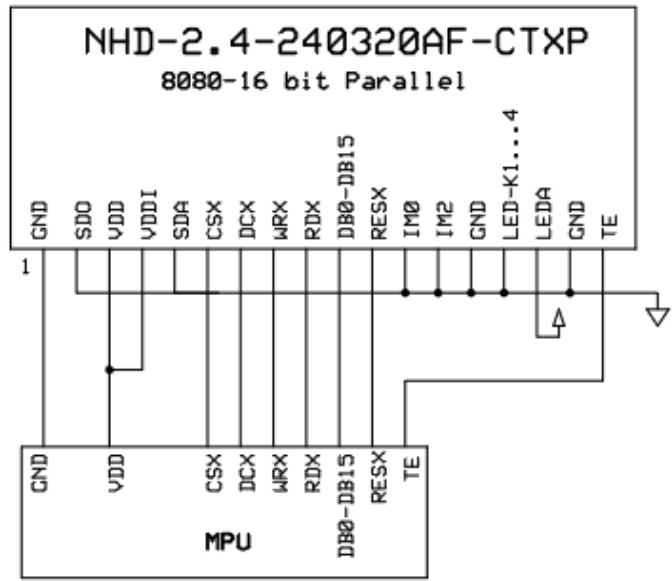 NHD-2.4-240320AF-CTXP
8080-16 bit Parallel
GND
SDO
VDD
VDDI
SDA
CSX
DCX
WRX
RDX
DB0-DB15
RESX
IM0
IM2
GND
LED-K1...4
LEDA
GND
TE
1
GND
VDD
CSX
DCX
WRX
RDX
DB0-DB15
RESX
TE
MPU